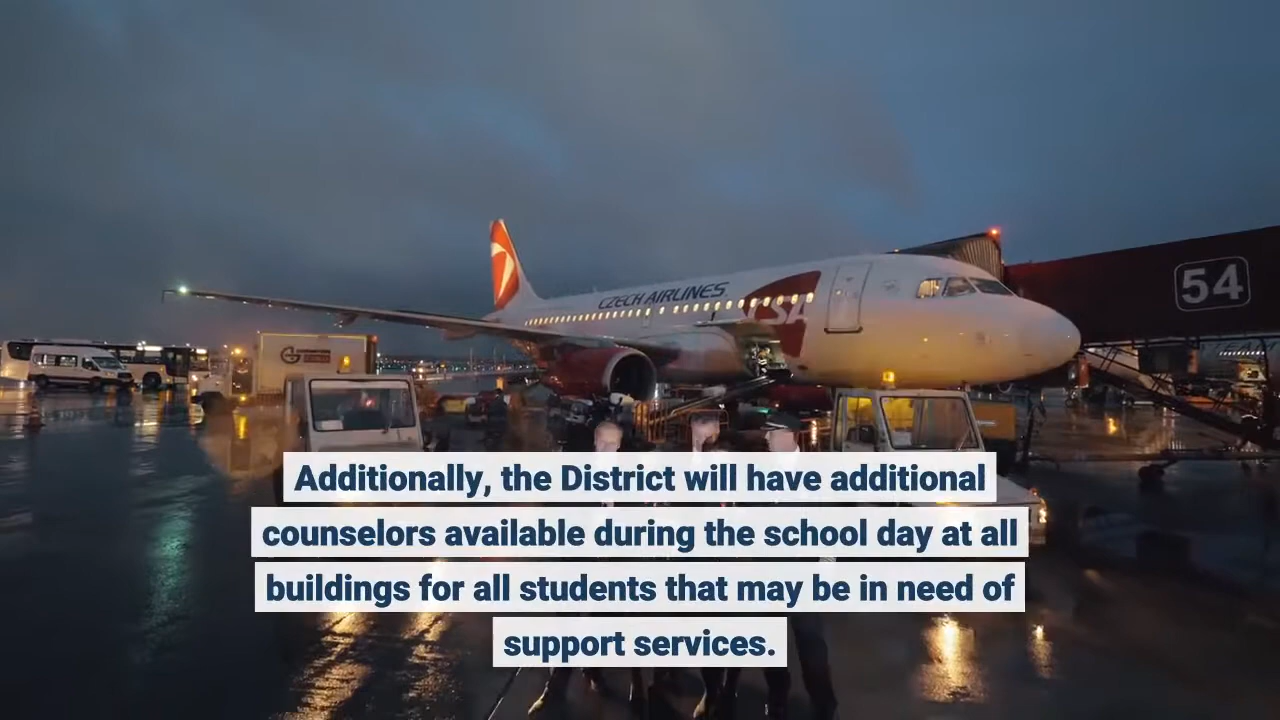 CZECH AIRLINES
CSA
54
Additionally, the District will have additional
counselors available during the school day at all
buildings for all students that may be in need of
support services.